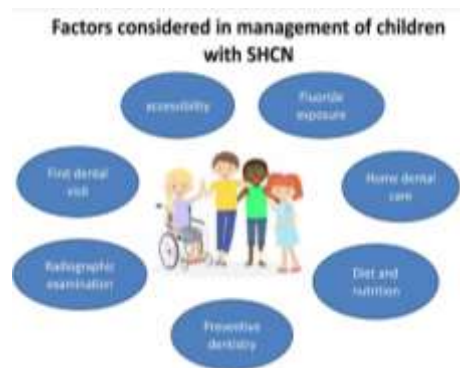 Factors considered in management of children
with SHCN
accessibility
Fluoride
exposure
First dental
visit
Home dental
care
Radiographic
examination
Diet and
nutrition
Preventive
dentistry